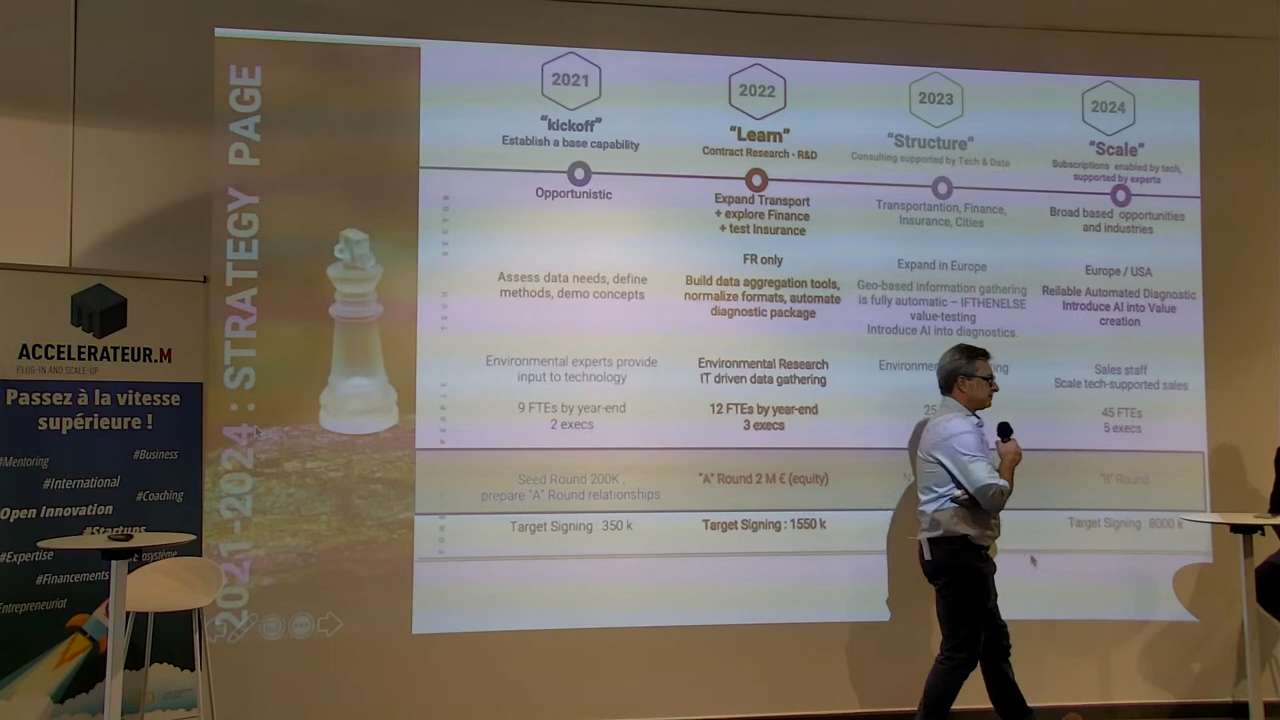 2021-2024 : STRATEGY PAGE
2021
"kickoff"
Establish a base capability
Opportunistic
Assess data needs, define
methods, demo concepts
Environmental experts provide
input to technology
9 FTEs by year-end
2 execs
Seed Round 200K ,
prepare "A" Round relationships
Target Signing : 350 k
2022
"Learn"
Contract Research - R&D
Expand Transport
+ explore Finance
+ test Insurance
FR only
Build data aggregation tools,
normalize formats, automate
diagnostic package
Environmental Research
IT driven data gathering
12 FTEs by year-end
3 execs
"A" Round 2 M € (equity)
Target Signing : 1550 k
2023
"Structure"
Consulting supported by Tech & Data
Transportantion, Finance,
Insurance, Cities
Expand in Europe
Geo-based information gathering
is fully automatic – IFTHENELSE
value-testing
Introduce AI into diagnostics.
25
2024
"Scale"
Subscriptions enabled by tech,
supported by experts
Broad based opportunities
and industries
Europe / USA
Reliable Automated Diagnostic
Introduce AI into Value
creation
Sales staff
Scale tech-supported sales
45 FTEs
5 execs
"B" Round
Target Signing : 8000 k
SECTOR
TECH
PEOPLE
ACCELERATEUR.M
PLUG-IN AND SCALE-UP
Passez à la vitesse
supérieure !
#Mentoring
#Business
#International
#Coaching
Open Innovation
#Startups
#Expertise
#Financements
Entrepreneuriat